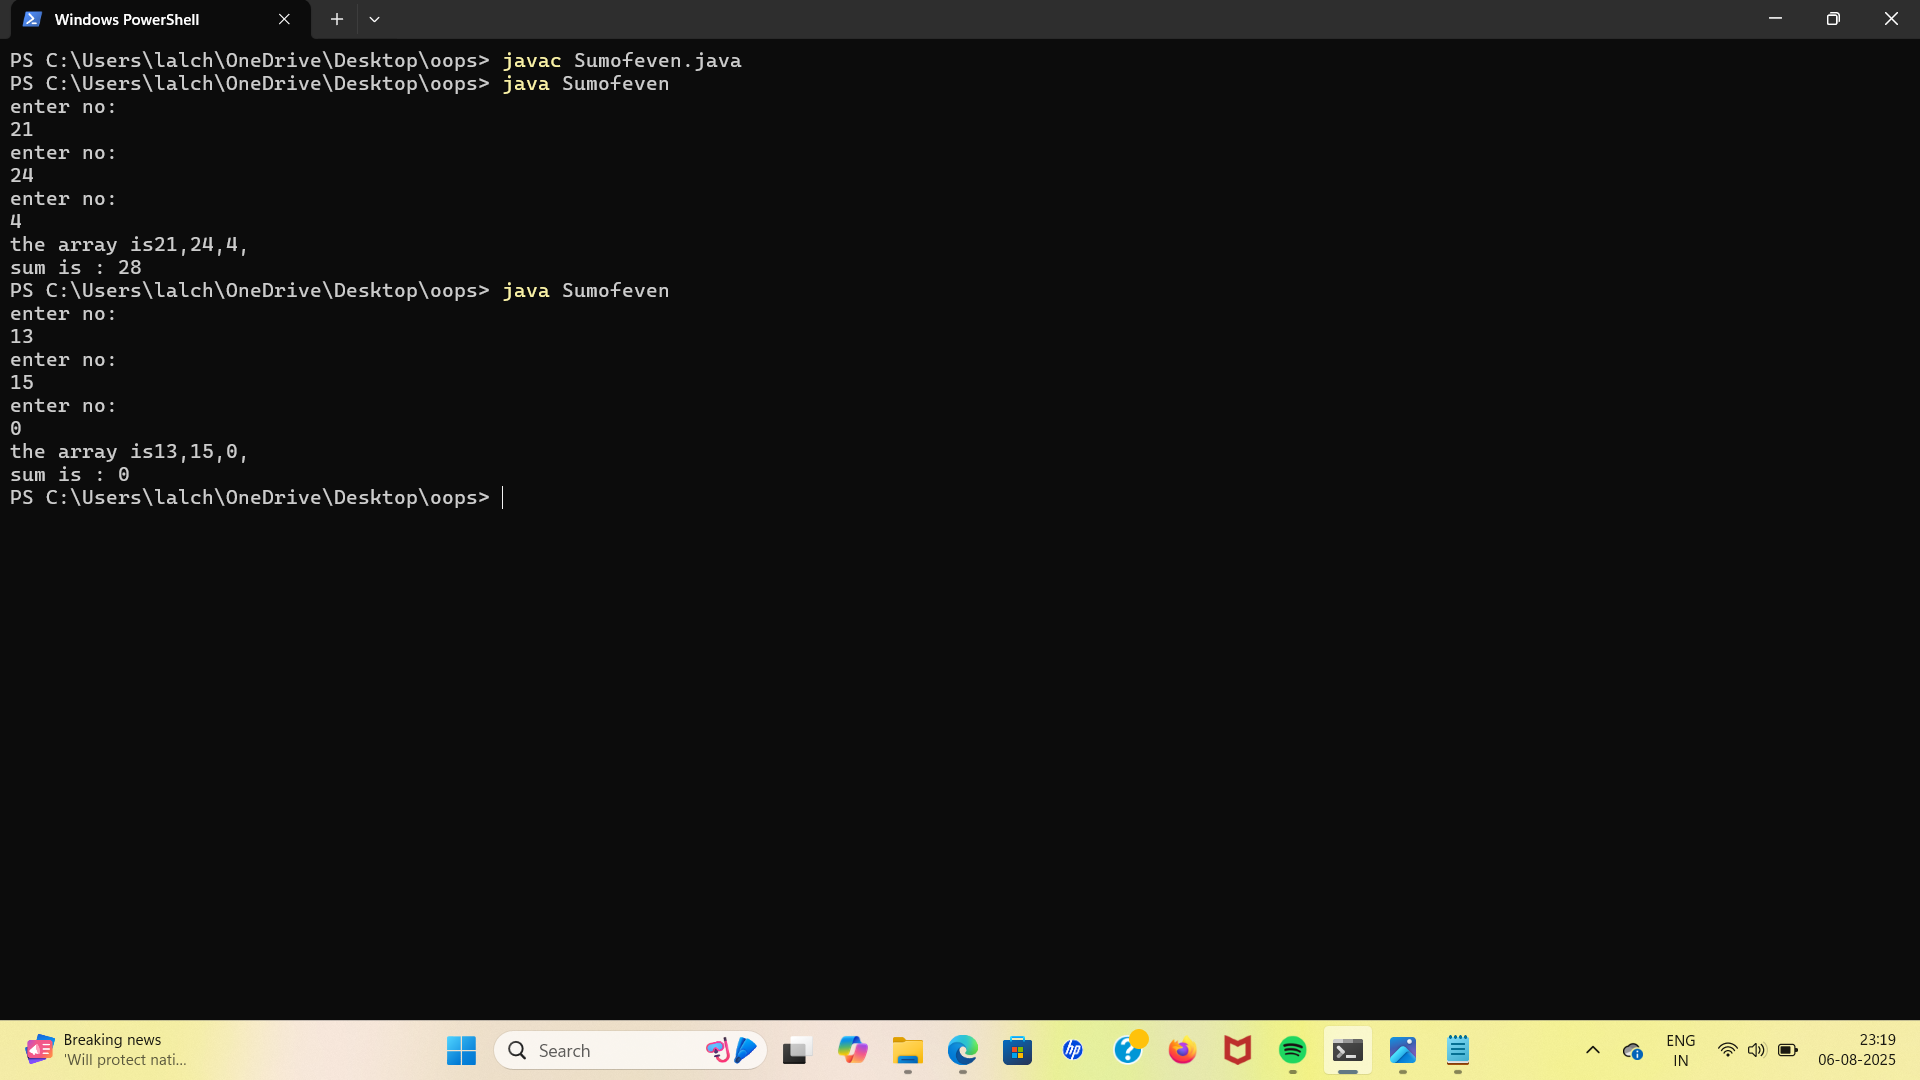 Windows PowerShell
PS C:\Users\lalch\OneDrive\Desktop\oops> javac Sumofeven.java
PS C:\Users\lalch\OneDrive\Desktop\oops> java Sumofeven
enter no:
21
enter no:
24
enter no:
4
the array is21,24,4,
sum is : 28
PS C:\Users\lalch\OneDrive\Desktop\oops> java Sumofeven
enter no:
13
enter no:
15
enter no:
0
the array is13,15,0,
sum is : 0
PS C:\Users\lalch\OneDrive\Desktop\oops>
Breaking news
'Will protect nati...
Search
hp
ENG
IN
23:19
06-08-2025